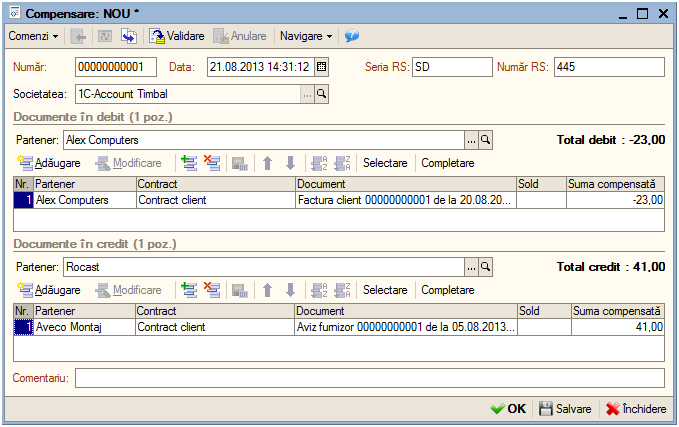 Compensare: NOU *
Comenzi Validare Anulare Navigare
Număr: 00000000001 Data: 21.08.2013 14:31:12 Seria RS: SD Număr RS: 445
Societatea: 1C-Account Timbal ...
Documente în debit (1 poz.)
Partener: Alex Computers ... Total debit : -23,00
Adăugare Modificare Selectare Completare
Nr. Partener Contract Document Sold Suma compensată
1 Alex Computers Contract client Factura client 00000000001 de la 20.08.20... -23,00
Documente în credit (1 poz.)
Partener: Rocast ... Total credit : 41,00
Adăugare Modificare Selectare Completare
Nr. Partener Contract Document Sold Suma compensată
1 Aveco Montaj Contract client Aviz furnizor 00000000001 de la 05.08.2013... 41,00
Comentariu:
OK Salvare Închidere